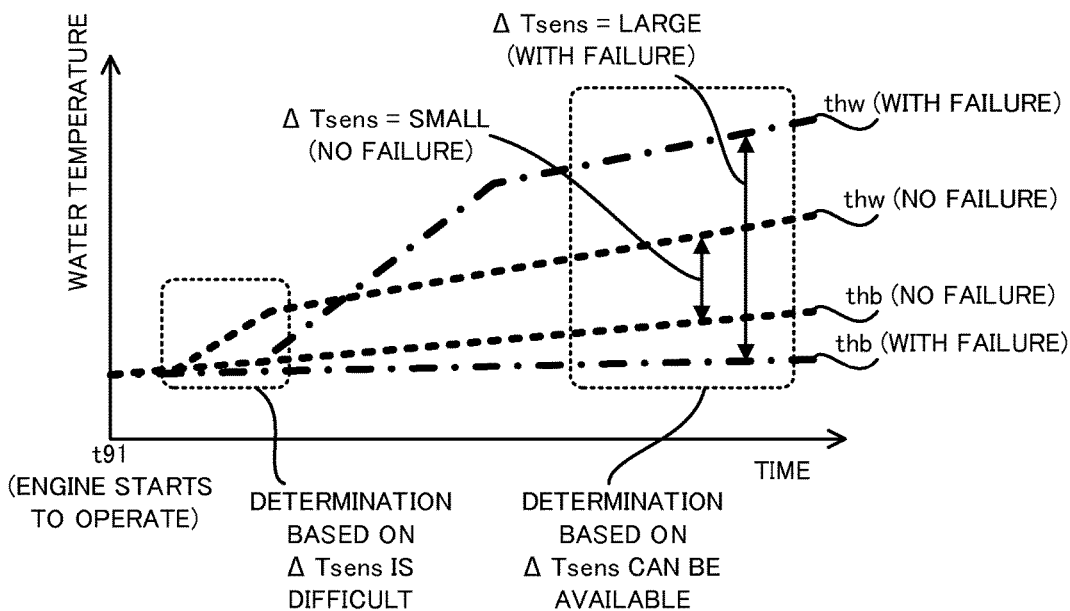 Δ Tsens = LARGE
(WITH FAILURE)
WATER TEMPERATURE
Δ Tsens = SMALL
(NO FAILURE)
thw (WITH FAILURE)
thw (NO FAILURE)
thb (NO FAILURE)
thb (WITH FAILURE)
t91
(ENGINE STARTS
TO OPERATE)
TIME
DETERMINATION
BASED ON
Δ Tsens IS
DIFFICULT
DETERMINATION
BASED ON
Δ Tsens CAN BE
AVAILABLE